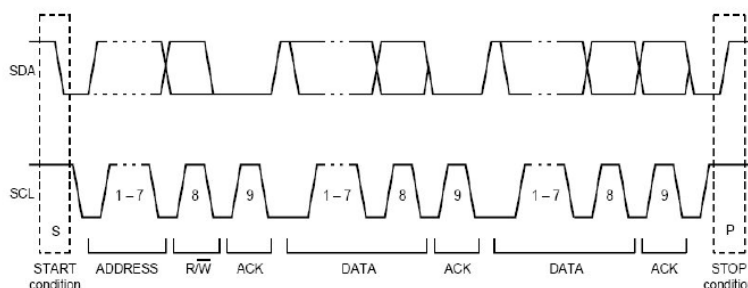 SDA
SCL
1 – 7 8 9 1 – 7 8 9 1 – 7 8 9
S P
START ADDRESS R/W ACK DATA ACK DATA ACK STOP
condition conditio